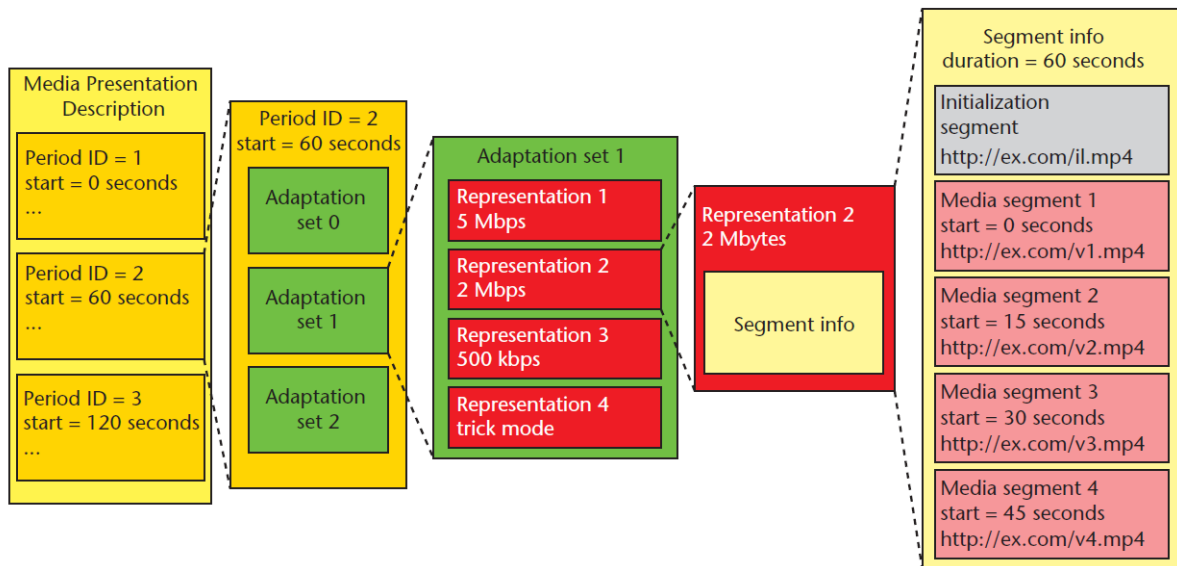 Media Presentation
Description
Period ID = 1
start = 0 seconds
...
Period ID = 2
start = 60 seconds
...
Period ID = 3
start = 120 seconds
...
Period ID = 2
start = 60 seconds
Adaptation
set 0
Adaptation
set 1
Adaptation
set 2
Adaptation set 1
Representation 1
5 Mbps
Representation 2
2 Mbps
Representation 3
500 kbps
Representation 4
trick mode
Representation 2
2 Mbytes
Segment info
Segment info
duration = 60 seconds
Initialization
segment
http://ex.com/il.mp4
Media segment 1
start = 0 seconds
http://ex.com/v1.mp4
Media segment 2
start = 15 seconds
http://ex.com/v2.mp4
Media segment 3
start = 30 seconds
http://ex.com/v3.mp4
Media segment 4
start = 45 seconds
http://ex.com/v4.mp4